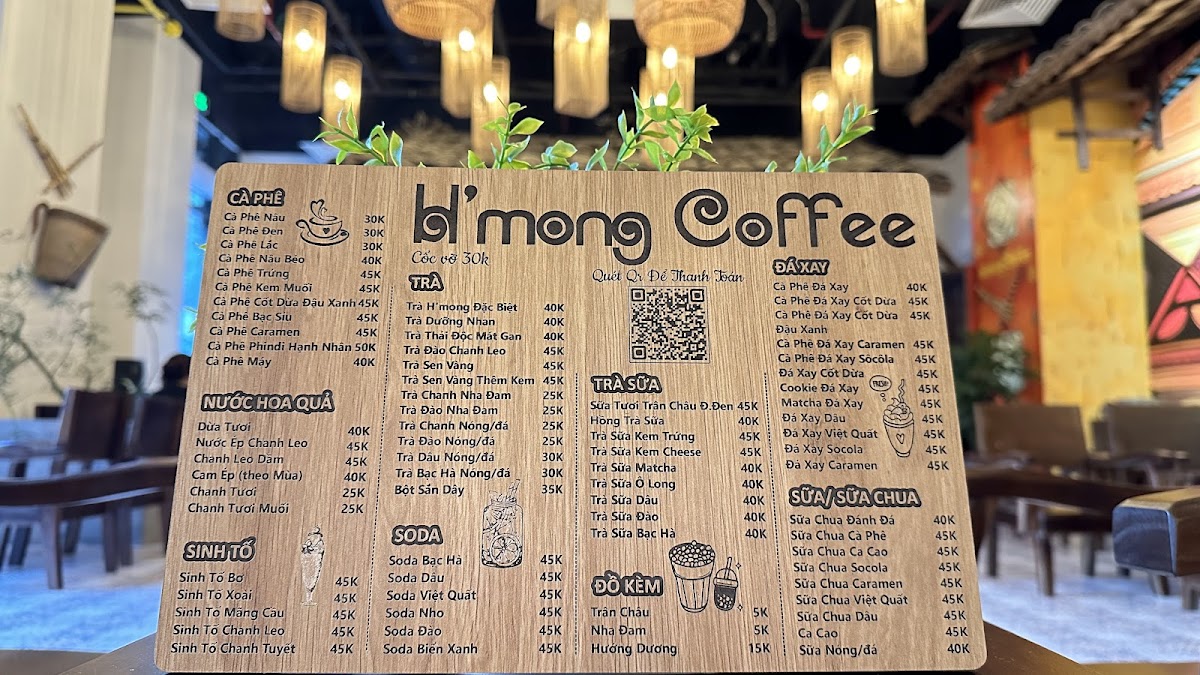 H'mong Coffee
Cốc vỡ 30k
Quét Qr Để Thanh Toán
CÀ PHÊ
Cà Phê Nâu 30K
Cà Phê Đen 30K
Cà Phê Lắc 30K
Cà Phê Nâu Béo 40K
Cà Phê Trứng 45K
Cà Phê Kem Muối 45K
Cà Phê Cốt Dừa Đậu Xanh 45K
Cà Phê Bạc Sỉu 45K
Cà Phê Caramen 45K
Cà Phê Phindi Hạnh Nhân 50K
Cà Phê Máy 40K
NƯỚC HOA QUẢ
Dừa Tươi 40K
Nước Ép Chanh Leo 45K
Chanh Leo Dầm 45K
Cam Ép (theo Mùa) 40K
Chanh Tươi 25K
Chanh Tươi Muối 25K
SINH TỐ
Sinh Tố Bơ 45K
Sinh Tố Xoài 45K
Sinh Tố Mãng Cầu 45K
Sinh Tố Chanh Leo 45K
Sinh Tố Chanh Tuyết 45K
TRÀ
Trà H'mong Đặc Biệt 40K
Trà Dưỡng Nhan 40K
Trà Thải Độc Mát Gan 40K
Trà Đào Chanh Leo 45K
Trà Sen Vàng 45K
Trà Sen Vàng Thêm Kem 45K
Trà Chanh Nha Đam 25K
Trà Đào Nha Đam 25K
Trà Chanh Nóng/đá 25K
Trà Đào Nóng/đá 25K
Trà Dâu Nóng/đá 30K
Trà Bạc Hà Nóng/đá 30K
Bột Sắn Dây 35K
SODA
Soda Bạc Hà 45K
Soda Dâu 45K
Soda Việt Quất 45K
Soda Nho 45K
Soda Đào 45K
Soda Biển Xanh 45K
TRÀ SỮA
Sữa Tươi Trân Châu Đ.Đen 45K
Hồng Trà Sữa 40K
Trà Sữa Kem Trứng 45K
Trà Sữa Kem Cheese 45K
Trà Sữa Matcha 40K
Trà Sữa Ô Long 40K
Trà Sữa Dâu 40K
Trà Sữa Đào 40K
Trà Sữa Bạc Hà 40K
ĐỒ KÈM
Trân Châu 5K
Nha Đam 5K
Hướng Dương 15K
ĐÁ XAY
Cà Phê Đá Xay 40K
Cà Phê Đá Xay Cốt Dừa 45K
Cà Phê Đá Xay Cốt Dừa 45K
Đậu Xanh
Cà Phê Đá Xay Caramen 45K
Cà Phê Đá Xay Sôcôla 45K
Đá Xay Cốt Dừa 45K
Cookie Đá Xay 45K
Matcha Đá Xay 45K
Đá Xay Dâu 45K
Đá Xay Việt Quất 45K
Đá Xay Socola 45K
Đá Xay Caramen 45K
FRESH!
SỮA/ SỮA CHUA
Sữa Chua Đánh Đá 40K
Sữa Chua Cà Phê 40K
Sữa Chua Ca Cao 40K
Sữa Chua Socola 40K
Sữa Chua Caramen 40K
Sữa Chua Việt Quất 40K
Sữa Chua Dâu 40K
Ca Cao 40K
Sữa Nóng/đá 40K